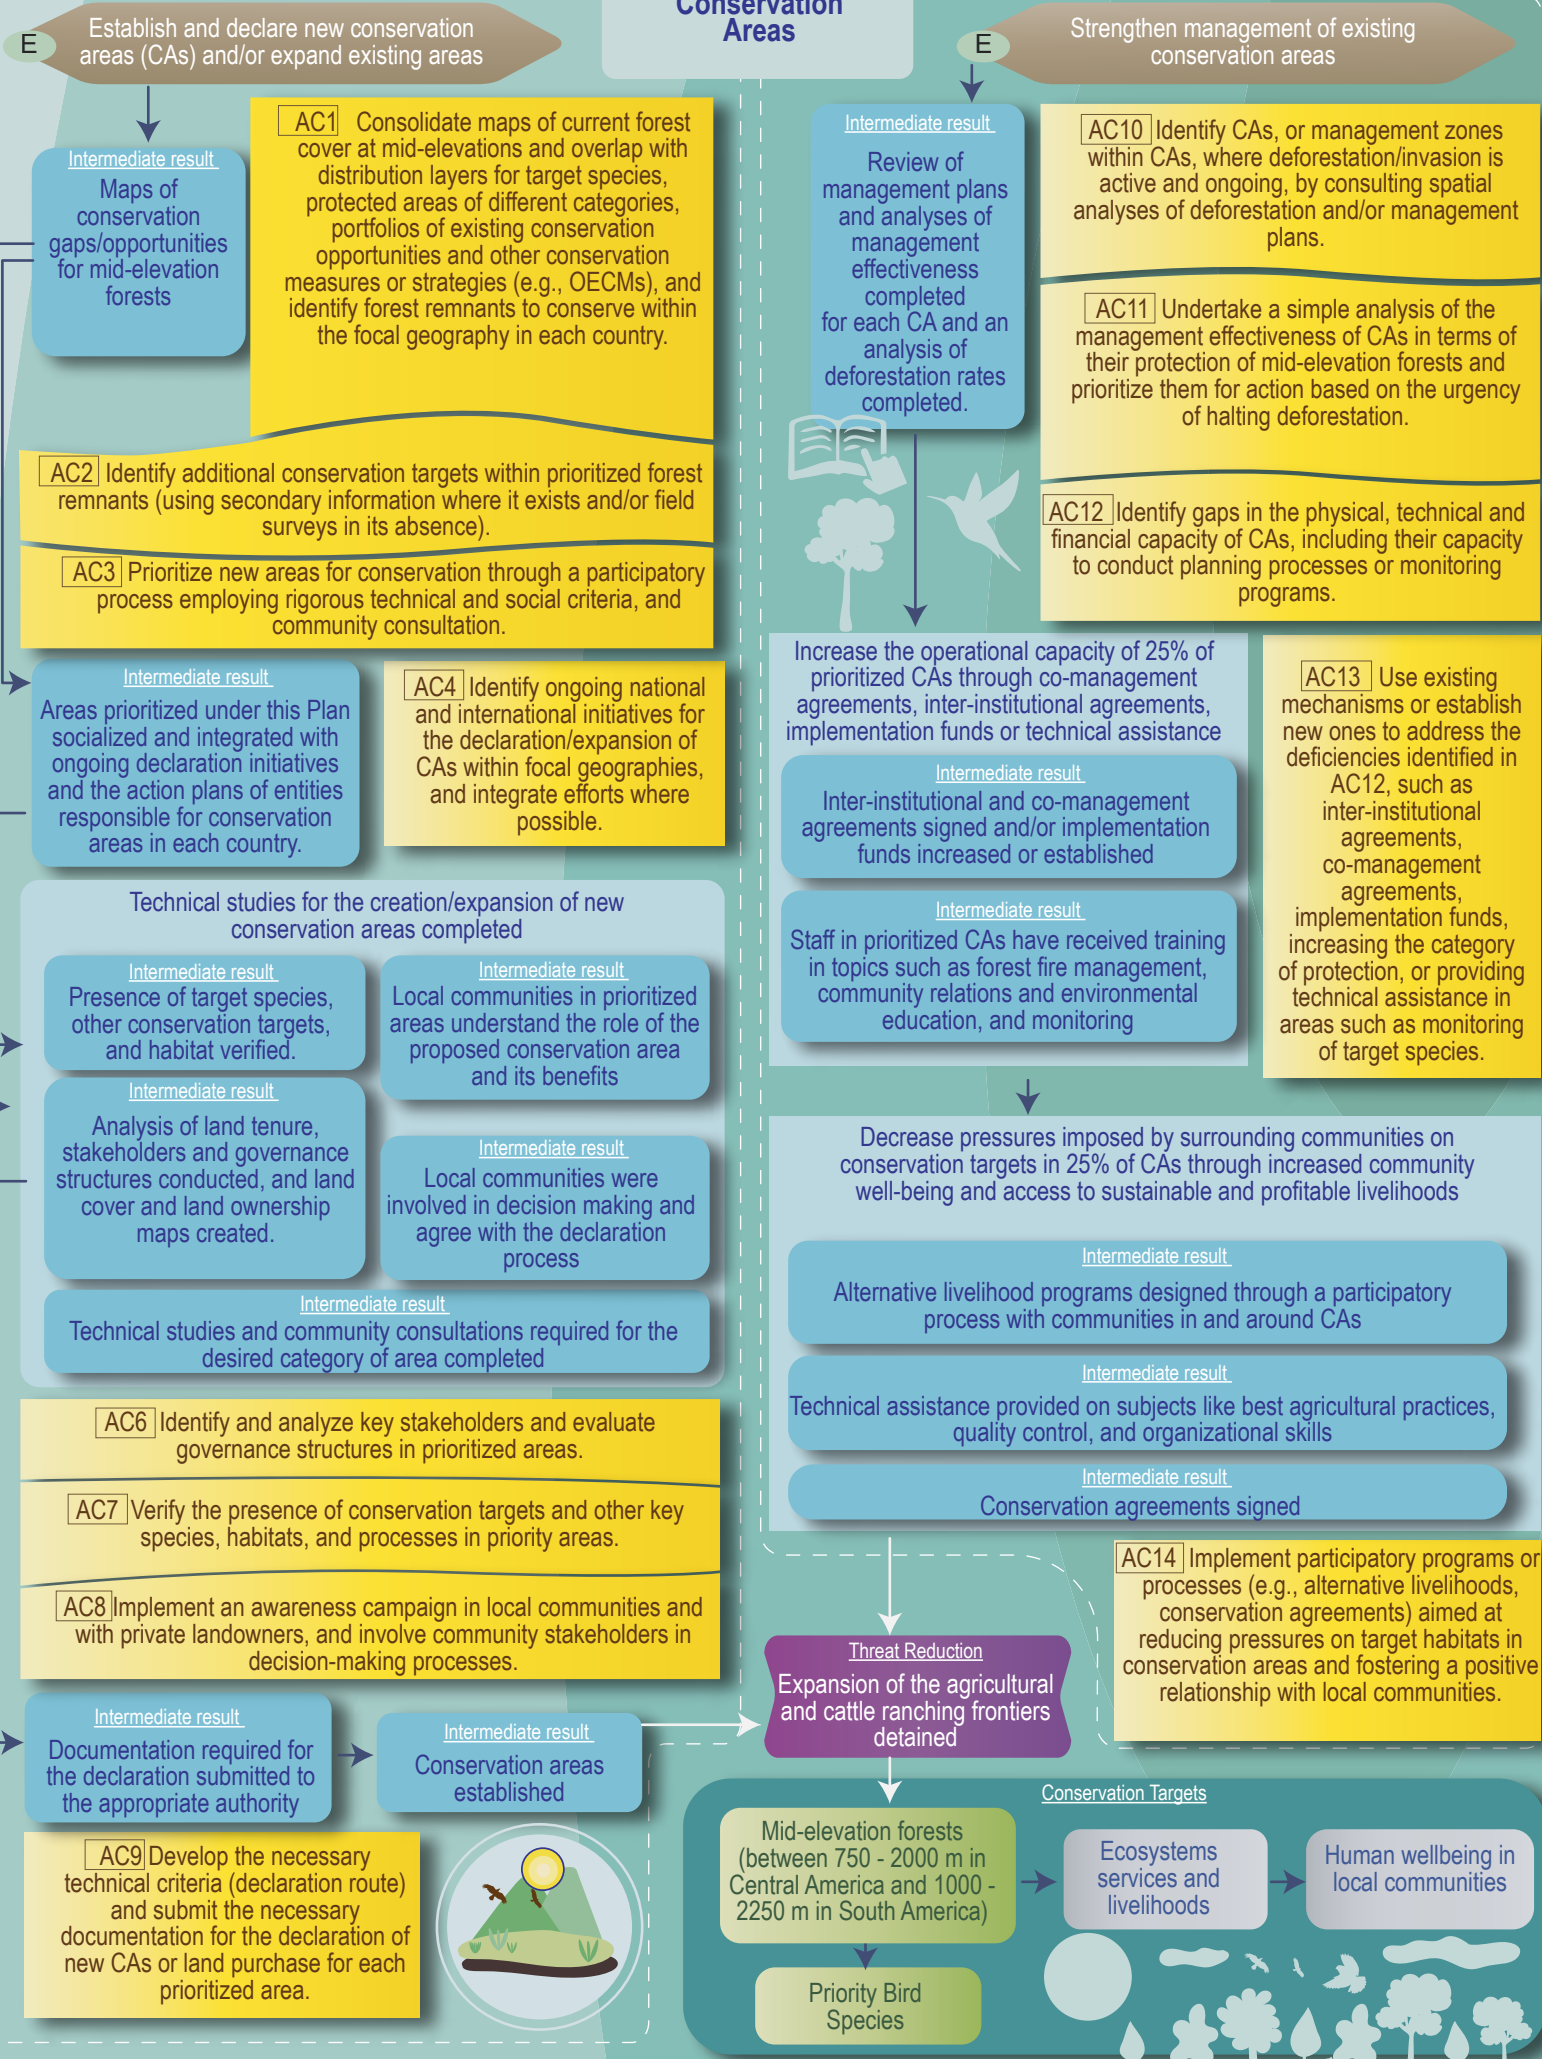 Conservation
Areas
E
Establish and declare new conservation
areas (CAs) and/or expand existing areas
Intermediate result
Maps of
conservation
gaps/opportunities
for mid-elevation
forests
AC1 Consolidate maps of current forest
cover at mid-elevations and overlap with
distribution layers for target species,
protected areas of different categories,
portfolios of existing conservation
opportunities and other conservation
measures or strategies (e.g., OECMs), and
identify forest remnants to conserve within
the focal geography in each country.
AC2 Identify additional conservation targets within prioritized forest
remnants (using secondary information where it exists and/or field
surveys in its absence).
AC3 Prioritize new areas for conservation through a participatory
process employing rigorous technical and social criteria, and
community consultation.
Intermediate result
Areas prioritized under this Plan
socialized and integrated with
ongoing declaration initiatives
and the action plans of entities
responsible for conservation
areas in each country.
AC4 Identify ongoing national
and international initiatives for
the declaration/expansion of
CAs within focal geographies,
and integrate efforts where
possible.
Technical studies for the creation/expansion of new
conservation areas completed
Intermediate result
Presence of target species,
other conservation targets,
and habitat verified.
Intermediate result
Local communities in prioritized
areas understand the role of the
proposed conservation area
and its benefits
Intermediate result
Analysis of land tenure,
stakeholders and governance
structures conducted, and land
cover and land ownership
maps created.
Intermediate result
Local communities were
involved in decision making and
agree with the declaration
process
Intermediate result
Technical studies and community consultations required for the
desired category of area completed
AC6 Identify and analyze key stakeholders and evaluate
governance structures in prioritized areas.
AC7 Verify the presence of conservation targets and other key
species, habitats, and processes in priority areas.
AC8 Implement an awareness campaign in local communities and
with private landowners, and involve community stakeholders in
decision-making processes.
Intermediate result
Documentation required for
the declaration submitted to
the appropriate authority
Intermediate result
Conservation areas
established
AC9 Develop the necessary
technical criteria (declaration route)
and submit the necessary
documentation for the declaration of
new CAs or land purchase for each
prioritized area.
E
Strengthen management of existing
conservation areas
Intermediate result
Review of
management plans
and analyses of
management
effectiveness
completed
for each CA and an
analysis of
deforestation rates
completed.
AC10 Identify CAs, or management zones
within CAs, where deforestation/invasion is
active and ongoing, by consulting spatial
analyses of deforestation and/or management
plans.
AC11 Undertake a simple analysis of the
management effectiveness of CAs in terms of
their protection of mid-elevation forests and
prioritize them for action based on the urgency
of halting deforestation.
AC12 Identify gaps in the physical, technical and
financial capacity of CAs, including their capacity
to conduct planning processes or monitoring
programs.
Increase the operational capacity of 25% of
prioritized CAs through co-management
agreements, inter-institutional agreements,
implementation funds or technical assistance
Intermediate result
Inter-institutional and co-management
agreements signed and/or implementation
funds increased or established
Intermediate result
Staff in prioritized CAs have received training
in topics such as forest fire management,
community relations and environmental
education, and monitoring
AC13 Use existing
mechanisms or establish
new ones to address the
deficiencies identified in
AC12, such as
inter-institutional
agreements,
co-management
agreements,
implementation funds,
increasing the category
of protection, or providing
technical assistance in
areas such as monitoring
of target species.
Decrease pressures imposed by surrounding communities on
conservation targets in 25% of CAs through increased community
well-being and access to sustainable and profitable livelihoods
Intermediate result
Alternative livelihood programs designed through a participatory
process with communities in and around CAs
Intermediate result
Technical assistance provided on subjects like best agricultural practices,
quality control, and organizational skills
Intermediate result
Conservation agreements signed
AC14 Implement participatory programs or
processes (e.g., alternative livelihoods,
conservation agreements) aimed at
reducing pressures on target habitats in
conservation areas and fostering a positive
relationship with local communities.
Threat Reduction
Expansion of the agricultural
and cattle ranching frontiers
detained
Conservation Targets
Mid-elevation forests
(between 750 - 2000 m in
Central America and 1000 -
2250 m in South America)
Ecosystems
services and
livelihoods
Human wellbeing in
local communities
Priority Bird
Species